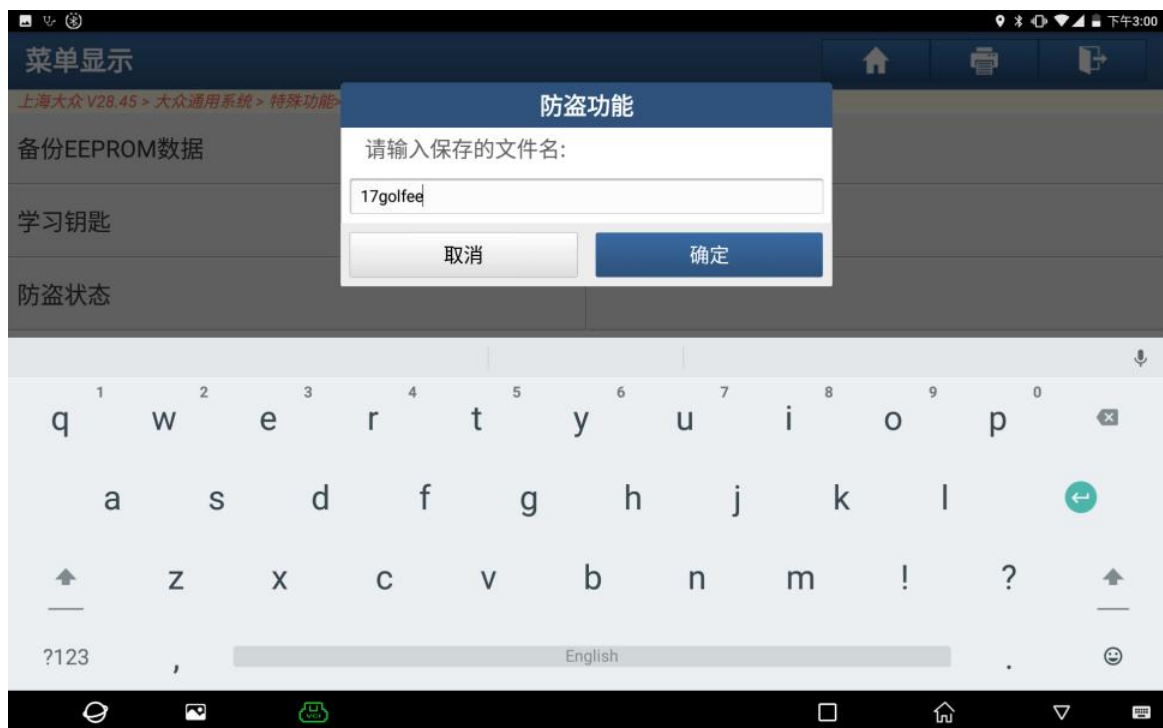 下午3:00
菜单显示
上海大众 V28.45 > 大众通用系统 > 特殊功能>
防盗功能
备份EEPROM数据
请输入保存的文件名:
17golfee
学习钥匙
取消
确定
防盗状态
1 2 3 4 5 6 7 8 9 0
q w e r t y u i o p
a s d f g h j k l
z x c v b n m ! ?
?123 , English .
VCI